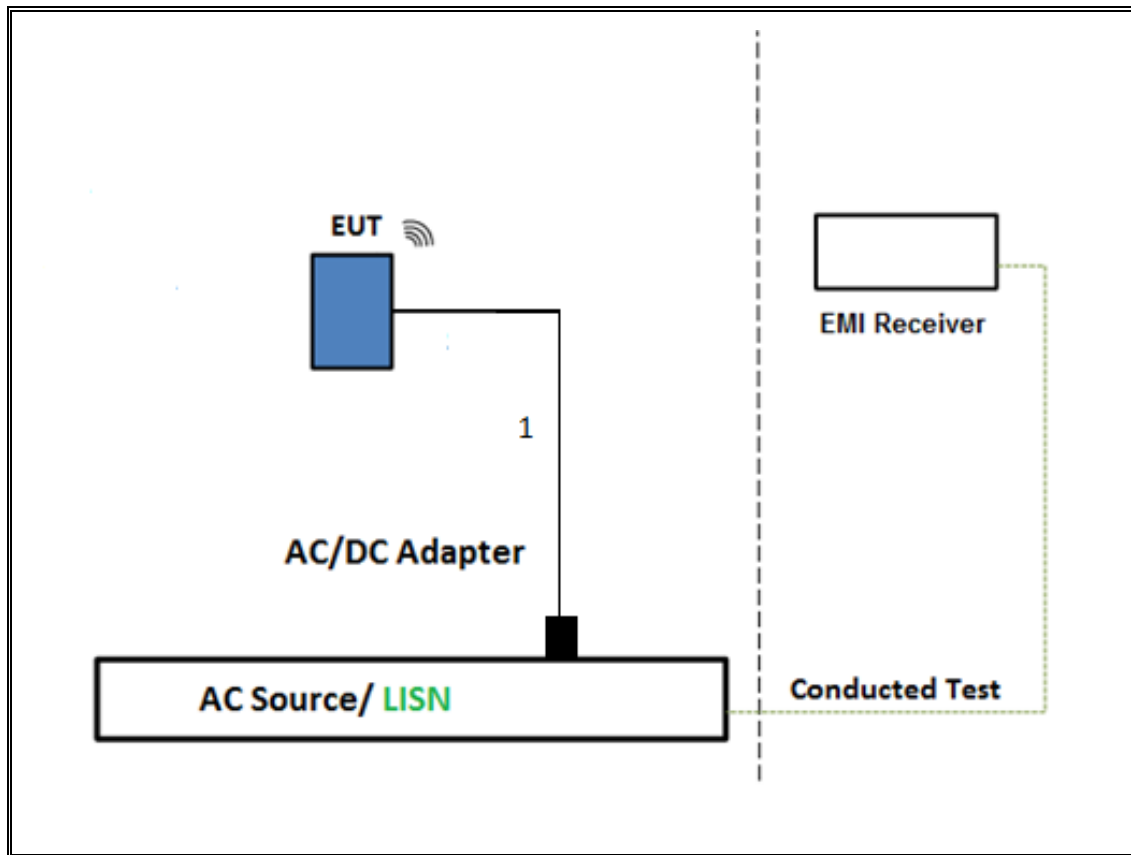 EUT
EMI Receiver
1
AC/DC Adapter
AC Source/ LISN
Conducted Test